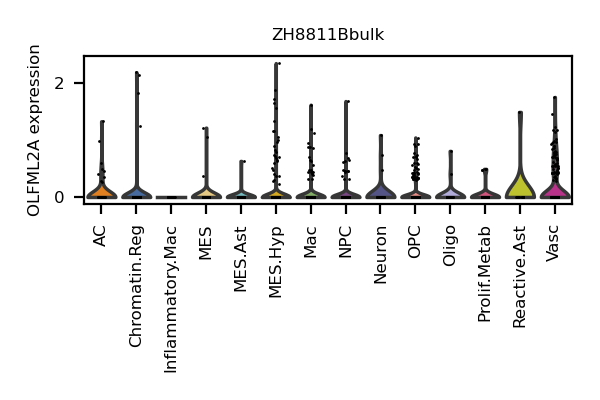 ZH8811Bbulk
OLFML2A expression
2
0
AC
Chromatin.Reg
Inflammatory.Mac
MES
MES.Ast
MES.Hyp
Mac
NPC
Neuron
OPC
Oligo
Prolif.Metab
Reactive.Ast
Vasc